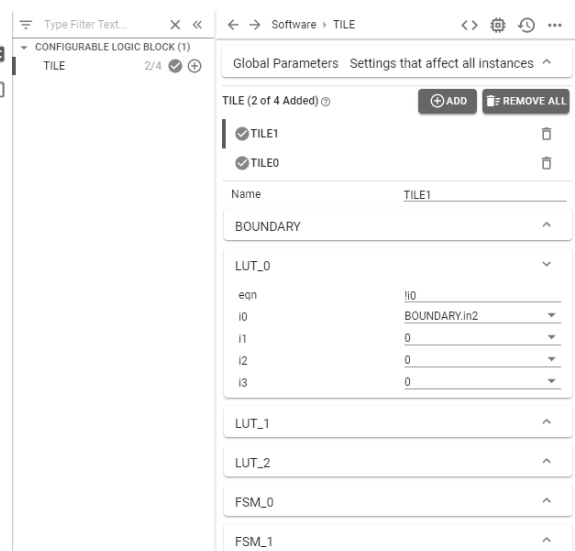 Type Filter Text...
CONFIGURABLE LOGIC BLOCK (1)
TILE 2/4
Software TILE
Global Parameters Settings that affect all instances
TILE (2 of 4 Added)
ADD
REMOVE ALL
TILE1
TILE0
Name TILE1
BOUNDARY
LUT_0
eqn !i0
i0 BOUNDARY.in2
i1 0
i2 0
i3 0
LUT_1
LUT_2
FSM_0
FSM_1